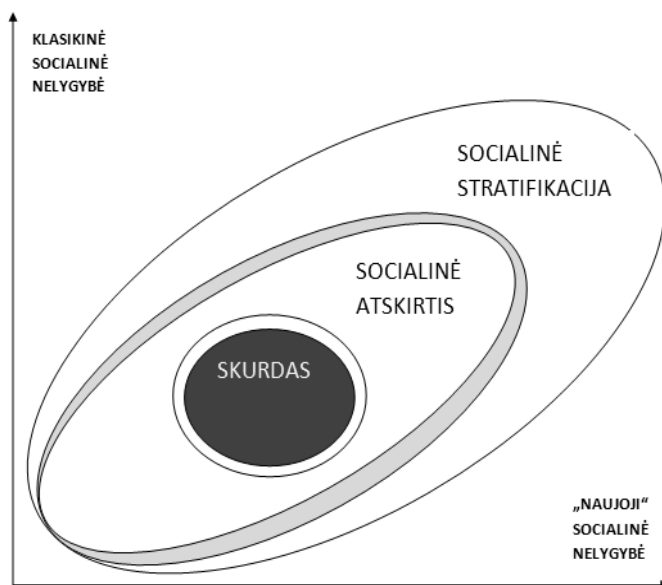 KLASIKINĖ
SOCIALINĖ
NELYGYBĖ
SOCIALINĖ
STRATIFIKACIJA
SOCIALINĖ
ATSKIRTIS
SKURDAS
„NAUJOJI“
SOCIALINĖ
NELYGYBĖ